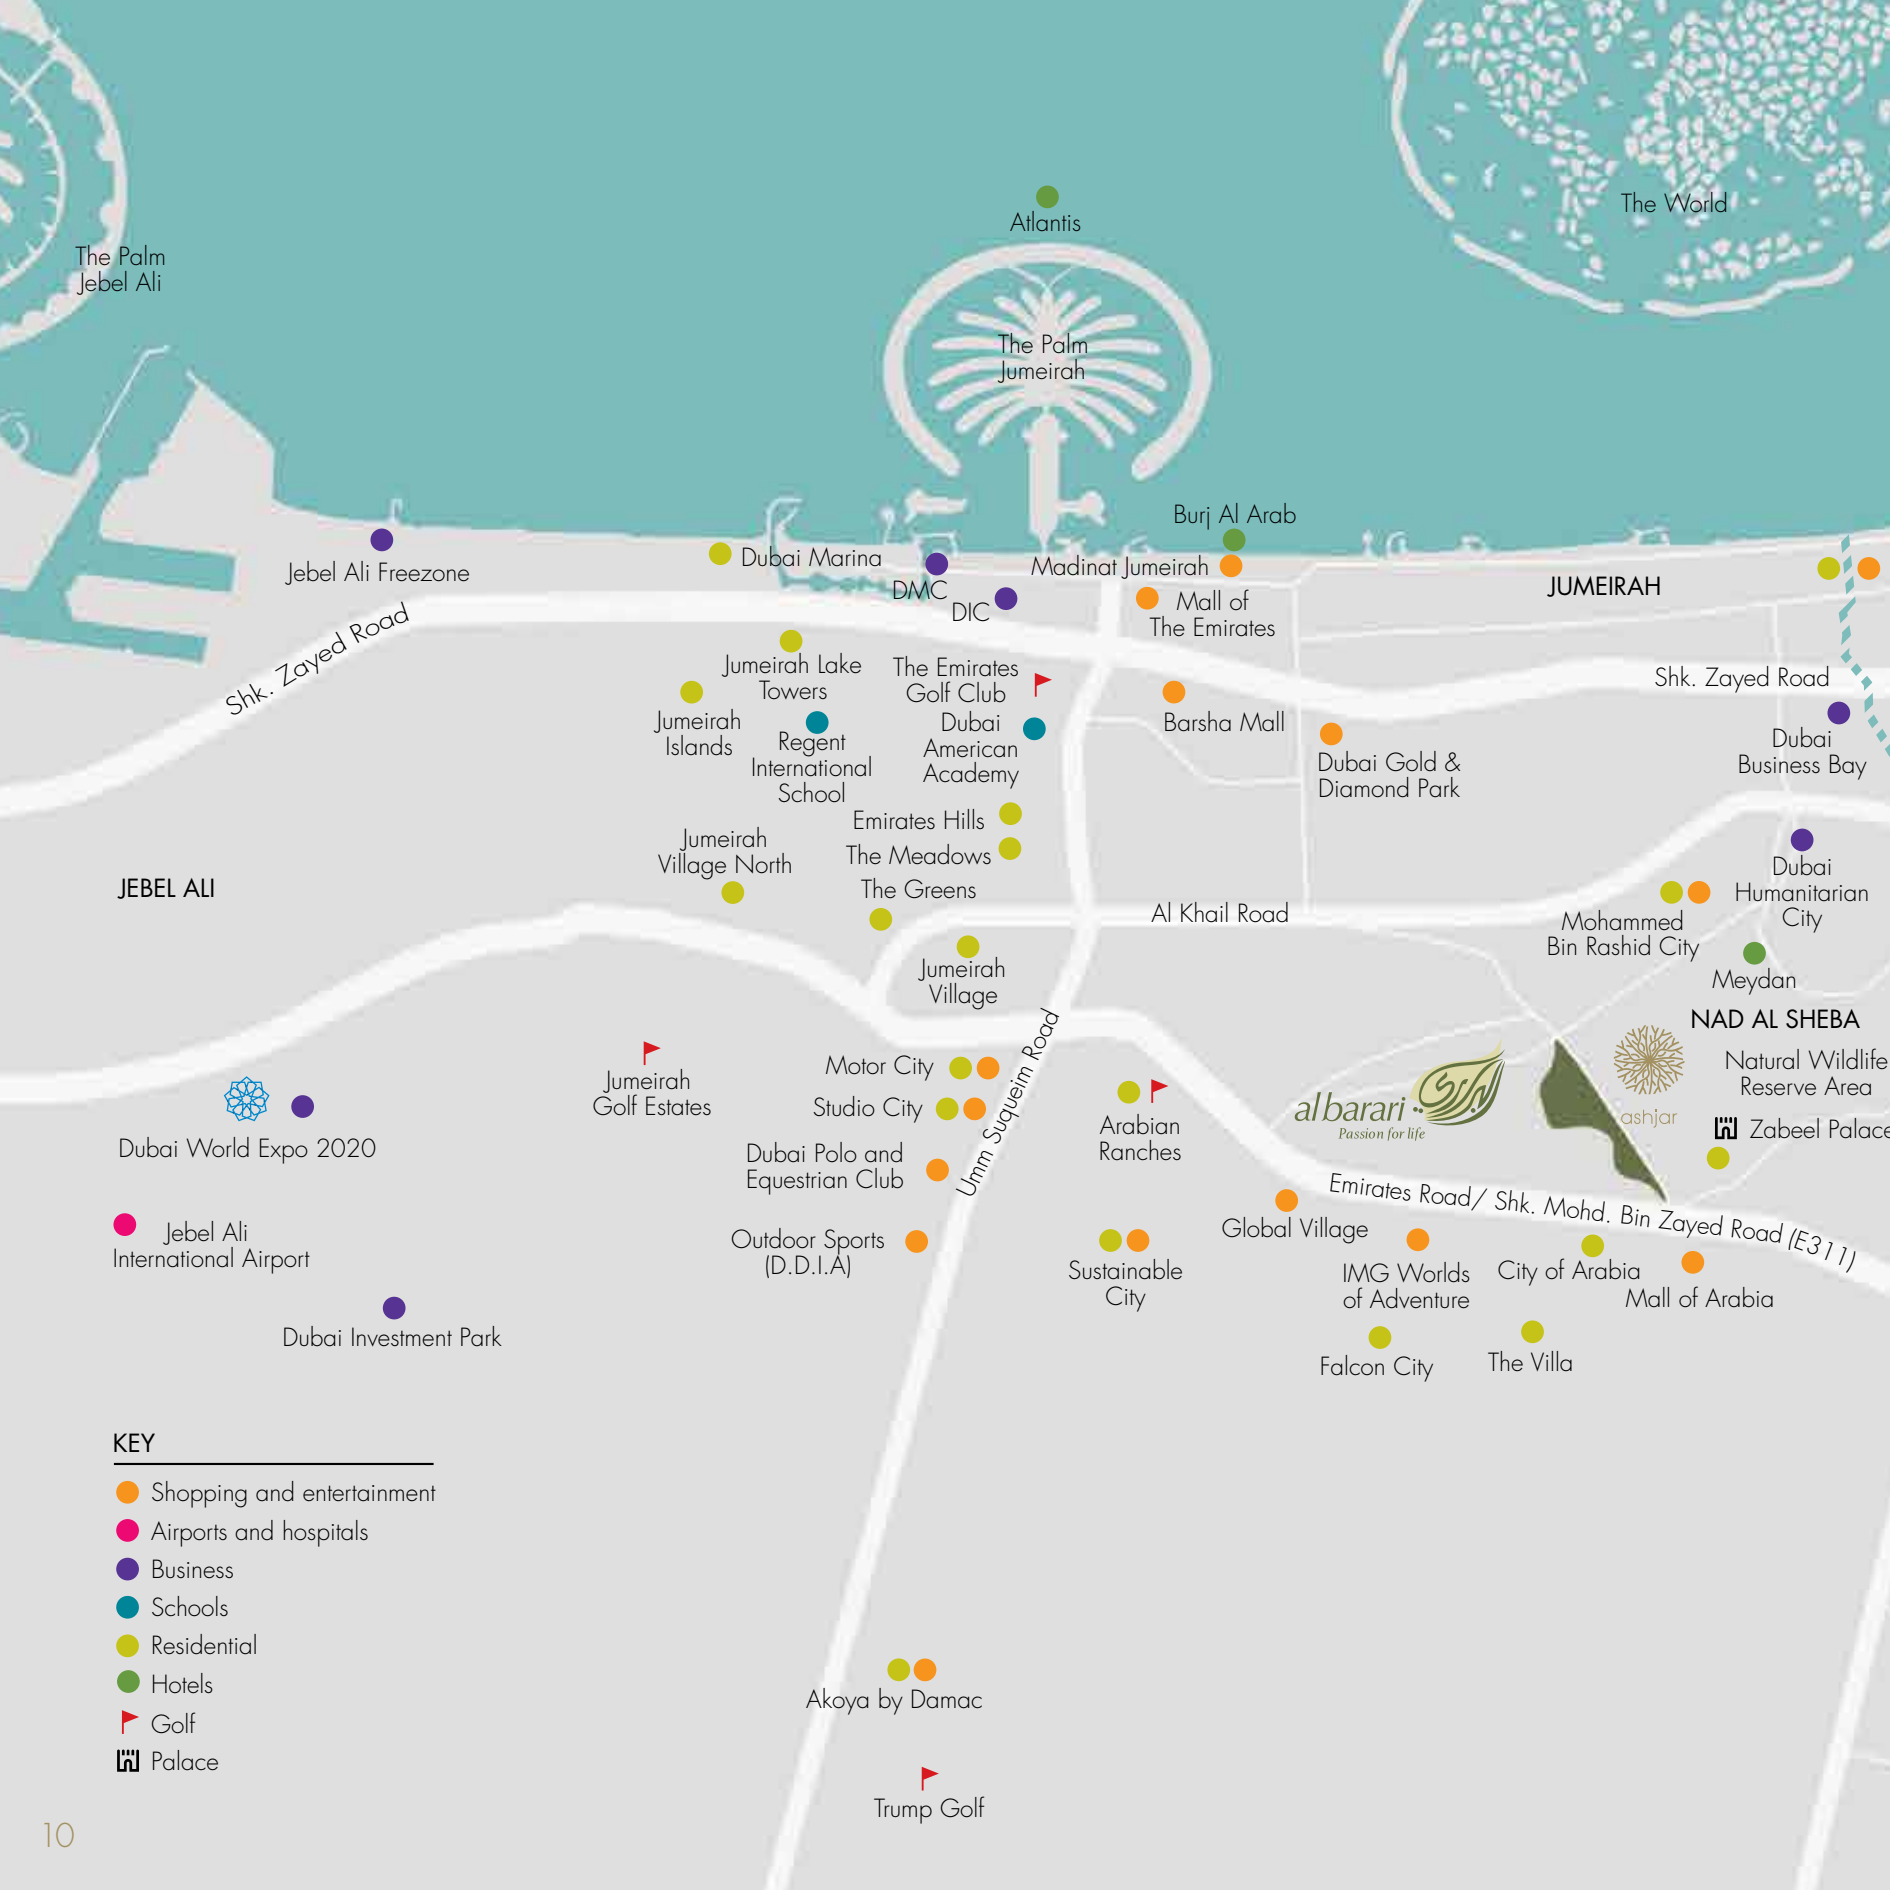 The World
Atlantis
The Palm
Jebel Ali
The Palm
Jumeirah
Burj Al Arab
Jebel Ali Freezone
Dubai Marina
DMC
DIC
Madinat Jumeirah
Mall of
The Emirates
JUMEIRAH
Shk. Zayed Road
Shk. Zayed Road
Jumeirah Lake
Towers
The Emirates
Golf Club
Jumeirah
Islands
Regent
International
School
Dubai
American
Academy
Barsha Mall
Dubai Gold &
Diamond Park
Dubai
Business Bay
Emirates Hills
The Meadows
The Greens
Jumeirah
Village North
JEBEL ALI
Al Khail Road
Dubai
Humanitarian
City
Mohammed
Bin Rashid City
Meydan
Jumeirah
Village
NAD AL SHEBA
Natural Wildlife
Reserve Area
Zabeel Palace
Umm Suqueim Road
Motor City
Studio City
Jumeirah
Golf Estates
Dubai World Expo 2020
Arabian
Ranches
البراري
albarari
Passion for life
ashjar
Dubai Polo and
Equestrian Club
Emirates Road/ Shk. Mohd. Bin Zayed Road (E311)
Jebel Ali
International Airport
Outdoor Sports
(D.D.I.A)
Global Village
Sustainable
City
IMG Worlds
of Adventure
City of Arabia
Mall of Arabia
Dubai Investment Park
Falcon City
The Villa
KEY
Shopping and entertainment
Airports and hospitals
Business
Schools
Residential
Hotels
Golf
Palace
Akoya by Damac
Trump Golf
10